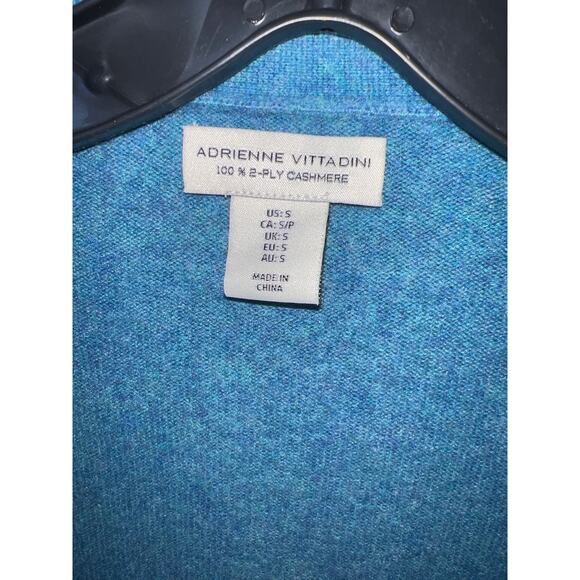 ADRIENNE VITTADINI
100 % 2-PLY CASHMERE
US: S
CA: S/P
UK: S
EU: S
AU: S
MADE IN
CHINA